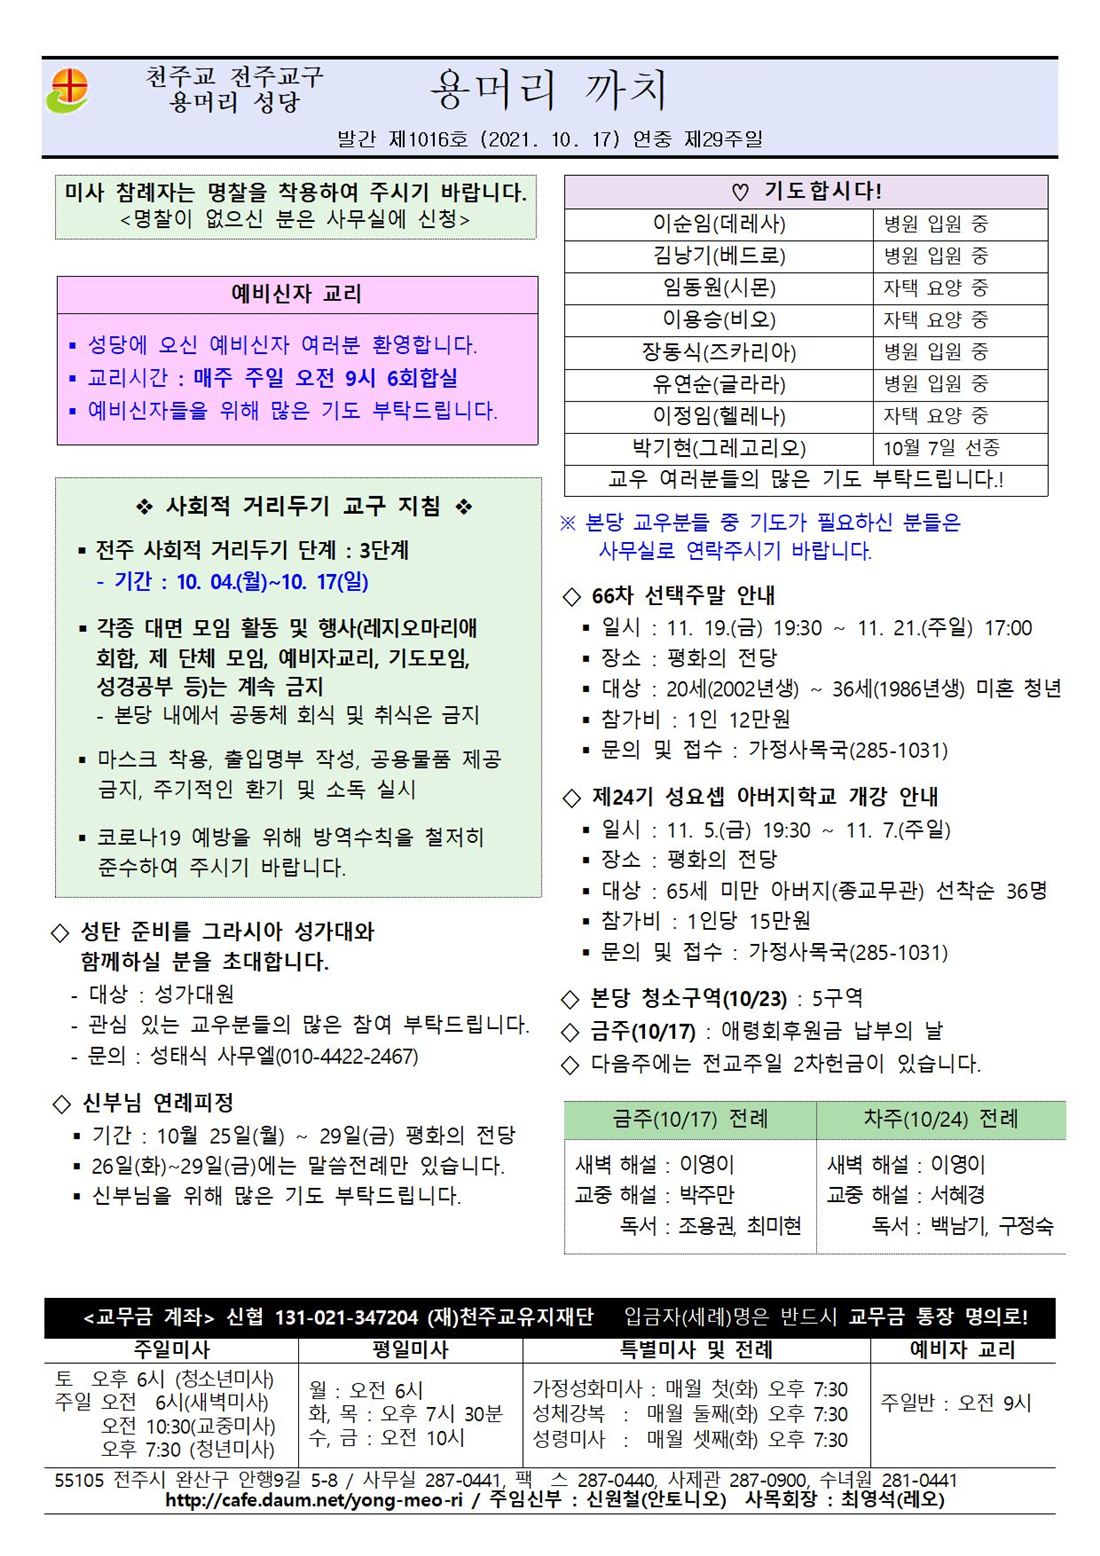 천주교 전주교구
용머리 성당
용머리 까치
발간 제1016호 (2021. 10. 17) 연중 제29주일
미사 참례자는 명찰을 착용하여 주시기 바랍니다.
<명찰이 없으신 분은 사무실에 신청>
예비신자 교리
▪ 성당에 오신 예비신자 여러분 환영합니다.
▪ 교리시간 : 매주 주일 오전 9시 6회합실
▪ 예비신자들을 위해 많은 기도 부탁드립니다.
❖ 사회적 거리두기 교구 지침 ❖
▪ 전주 사회적 거리두기 단계 : 3단계
- 기간 : 10. 04.(월)~10. 17(일)
▪ 각종 대면 모임 활동 및 행사(레지오마리애
회합, 제 단체 모임, 예비자교리, 기도모임,
성경공부 등)는 계속 금지
- 본당 내에서 공동체 회식 및 취식은 금지
▪ 마스크 착용, 출입명부 작성, 공용물품 제공
금지, 주기적인 환기 및 소독 실시
▪ 코로나19 예방을 위해 방역수칙을 철저히
준수하여 주시기 바랍니다.
◇ 성탄 준비를 그라시아 성가대와
함께하실 분을 초대합니다.
- 대상 : 성가대원
- 관심 있는 교우분들의 많은 참여 부탁드립니다.
- 문의 : 성태식 사무엘(010-4422-2467)
◇ 신부님 연례피정
▪ 기간 : 10월 25일(월) ~ 29일(금) 평화의 전당
▪ 26일(화)~29일(금)에는 말씀전례만 있습니다.
▪ 신부님을 위해 많은 기도 부탁드립니다.
♡ 기도합시다!
이순임(데레사) 병원 입원 중
김낭기(베드로) 병원 입원 중
임동원(시몬) 자택 요양 중
이용승(비오) 자택 요양 중
장동식(즈카리아) 병원 입원 중
유연순(글라라) 병원 입원 중
이정임(헬레나) 자택 요양 중
박기현(그레고리오) 10월 7일 선종
교우 여러분들의 많은 기도 부탁드립니다.!
※ 본당 교우분들 중 기도가 필요하신 분들은
사무실로 연락주시기 바랍니다.
◇ 66차 선택주말 안내
▪ 일시 : 11. 19.(금) 19:30 ~ 11. 21.(주일) 17:00
▪ 장소 : 평화의 전당
▪ 대상 : 20세(2002년생) ~ 36세(1986년생) 미혼 청년
▪ 참가비 : 1인 12만원
▪ 문의 및 접수 : 가정사목국(285-1031)
◇ 제24기 성요셉 아버지학교 개강 안내
▪ 일시 : 11. 5.(금) 19:30 ~ 11. 7.(주일)
▪ 장소 : 평화의 전당
▪ 대상 : 65세 미만 아버지(종교무관) 선착순 36명
▪ 참가비 : 1인당 15만원
▪ 문의 및 접수 : 가정사목국(285-1031)
◇ 본당 청소구역(10/23) : 5구역
◇ 금주(10/17) : 애령회후원금 납부의 날
◇ 다음주에는 전교주일 2차헌금이 있습니다.
금주(10/17) 전례 차주(10/24) 전례
새벽 해설 : 이영이 새벽 해설 : 이영이
교중 해설 : 박주만 교중 해설 : 서혜경
독서 : 조용권, 최미현 독서 : 백남기, 구정숙
<교무금 계좌> 신협 131-021-347204 (재)천주교유지재단 입금자(세례)명은 반드시 교무금 통장 명의로!
주일미사 평일미사 특별미사 및 전례 예비자 교리
토 오후 6시 (청소년미사)
주일 오전 6시(새벽미사)
오전 10:30(교중미사)
오후 7:30 (청년미사)
월 : 오전 6시
화, 목 : 오후 7시 30분
수, 금 : 오전 10시
가정성화미사 : 매월 첫(화) 오후 7:30
성체강복 : 매월 둘째(화) 오후 7:30
성령미사 : 매월 셋째(화) 오후 7:30
주일반 : 오전 9시
55105 전주시 완산구 안행9길 5-8 / 사무실 287-0441, 팩 스 287-0440, 사제관 287-0900, 수녀원 281-0441
http://cafe.daum.net/yong-meo-ri / 주임신부 : 신원철(안토니오) 사목회장 : 최영석(레오)